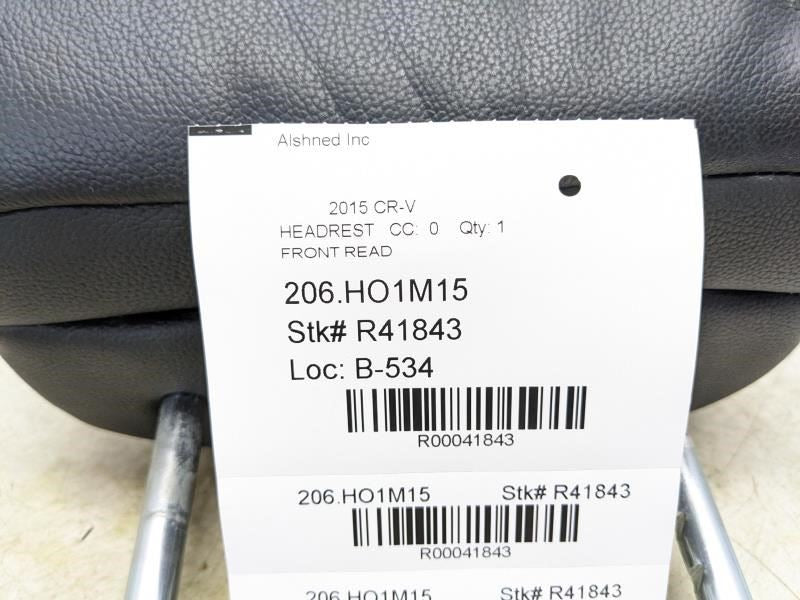 Alshned Inc
2015 CR-V
HEADREST CC: 0 Qty: 1
FRONT READ
206.HO1M15
Stk# R41843
Loc: B-534
R00041843
206.HO1M15 Stk# R41843
R00041843
206.HO1M15 Stk# R41843